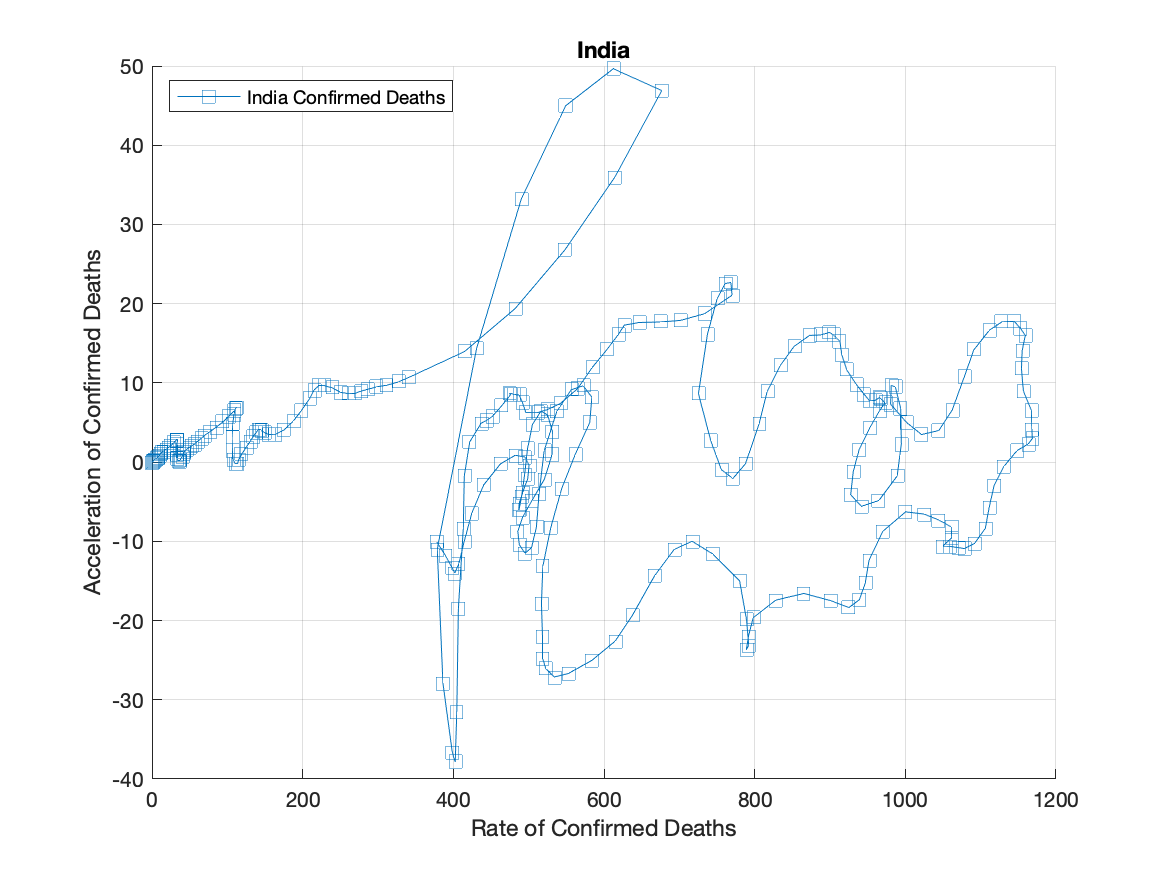 India
India Confirmed Deaths
50
40
30
20
10
0
-10
-20
-30
-40
Acceleration of Confirmed Deaths
0 200 400 600 800 1000 1200
Rate of Confirmed Deaths